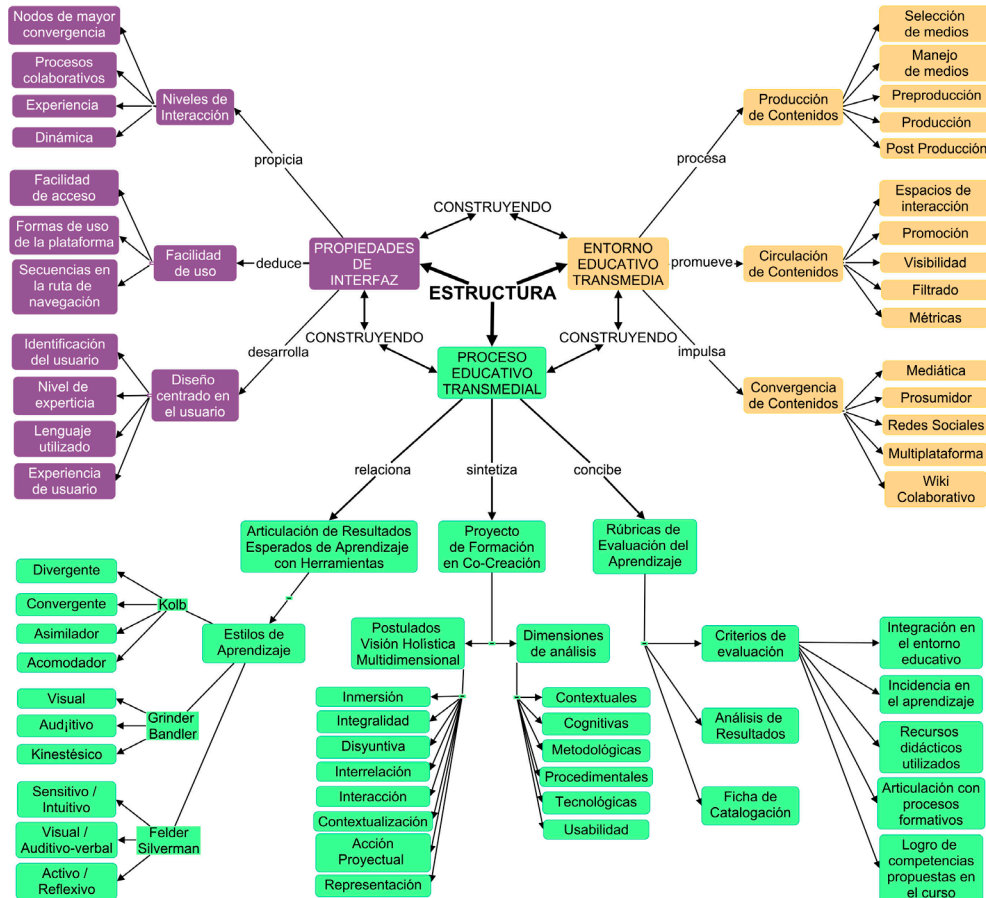 Nodos de mayor
convergencia
Procesos
colaborativos
Experiencia
Dinámica
Niveles de
Interacción
propicia
Facilidad
de acceso
Formas de uso
de la plataforma
Secuencias en
la ruta de
navegación
Facilidad
de uso
deduce
PROPIEDADES
DE
INTERFAZ
Identificación
del usuario
Nivel de
experticia
Lenguaje
utilizado
Experiencia
de usuario
Diseño
centrado en
el usuario
desarrolla
CONSTRUYENDO
ESTRUCTURA
CONSTRUYENDO
CONSTRUYENDO
ENTORNO
EDUCATIVO
TRANSMEDIA
procesa
Producción
de Contenidos
Selección
de medios
Manejo
de medios
Preproducción
Producción
Post Producción
promueve
Circulación
de Contenidos
Espacios de
interacción
Promoción
Visibilidad
Filtrado
Métricas
impulsa
Convergencia
de Contenidos
Mediática
Prosumidor
Redes Sociales
Multiplataforma
Wiki
Colaborativo
PROCESO
EDUCATIVO
TRANSMEDIAL
relaciona
sintetiza
concibe
Articulación de Resultados
Esperados de Aprendizaje
con Herramientas
Proyecto
de Formación
en Co-Creación
Rúbricas de
Evaluación del
Aprendizaje
Divergente
Convergente
Asimilador
Acomodador
Kolb
Estilos de
Aprendizaje
Visual
Aud¡itivo
Kinestésico
Grinder
Bandler
Sensitivo /
Intuitivo
Visual /
Auditivo-verbal
Activo /
Reflexivo
Felder
Silverman
Postulados
Visión Holística
Multidimensional
Inmersión
Integralidad
Disyuntiva
Interrelación
Interacción
Contextualización
Acción
Proyectual
Representación
Dimensiones
de análisis
Contextuales
Cognitivas
Metodológicas
Procedimentales
Tecnológicas
Usabilidad
Criterios de
evaluación
Análisis de
Resultados
Ficha de
Catalogación
Integración en
el entorno
educativo
Incidencia en
el aprendizaje
Recursos
didácticos
utilizados
Articulación con
procesos
formativos
Logro de
competencias
propuestas en
el curso